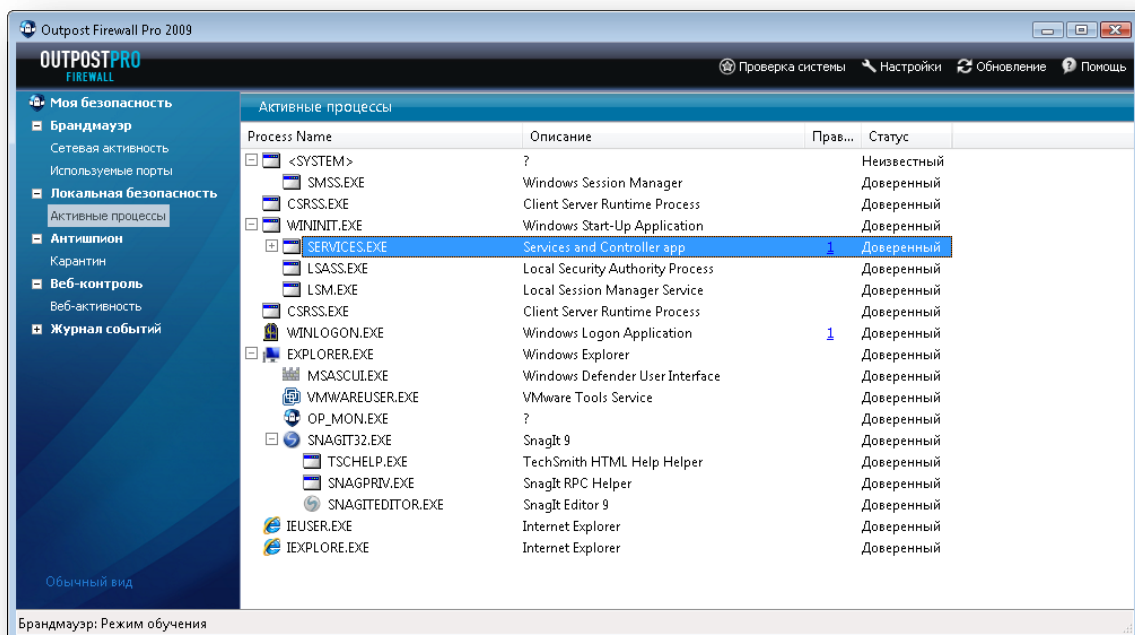 Outpost Firewall Pro 2009
OUTPOSTPRO
FIREWALL
Проверка системы Настройки Обновление Помощь
Моя безопасность
Брандмауэр
Сетевая активность
Используемые порты
Локальная безопасность
Активные процессы
Антишпион
Карантин
Веб-контроль
Веб-активность
Журнал событий
Обычный вид
Активные процессы
Process Name Описание Прав... Статус
<SYSTEM> ? Неизвестный
SMSS.EXE Windows Session Manager Доверенный
CSRSS.EXE Client Server Runtime Process Доверенный
WININIT.EXE Windows Start-Up Application Доверенный
SERVICES.EXE Services and Controller app 1 Доверенный
LSASS.EXE Local Security Authority Process Доверенный
LSM.EXE Local Session Manager Service Доверенный
CSRSS.EXE Client Server Runtime Process Доверенный
WINLOGON.EXE Windows Logon Application 1 Доверенный
EXPLORER.EXE Windows Explorer Доверенный
MSASCUI.EXE Windows Defender User Interface Доверенный
VMWAREUSER.EXE VMware Tools Service Доверенный
OP_MON.EXE ? Доверенный
SNAGIT32.EXE SnagIt 9 Доверенный
TSCHELP.EXE TechSmith HTML Help Helper Доверенный
SNAGPRIV.EXE SnagIt RPC Helper Доверенный
SNAGITEDITOR.EXE SnagIt Editor 9 Доверенный
IEUSER.EXE Internet Explorer Доверенный
IEXPLORE.EXE Internet Explorer Доверенный
Брандмауэр: Режим обучения